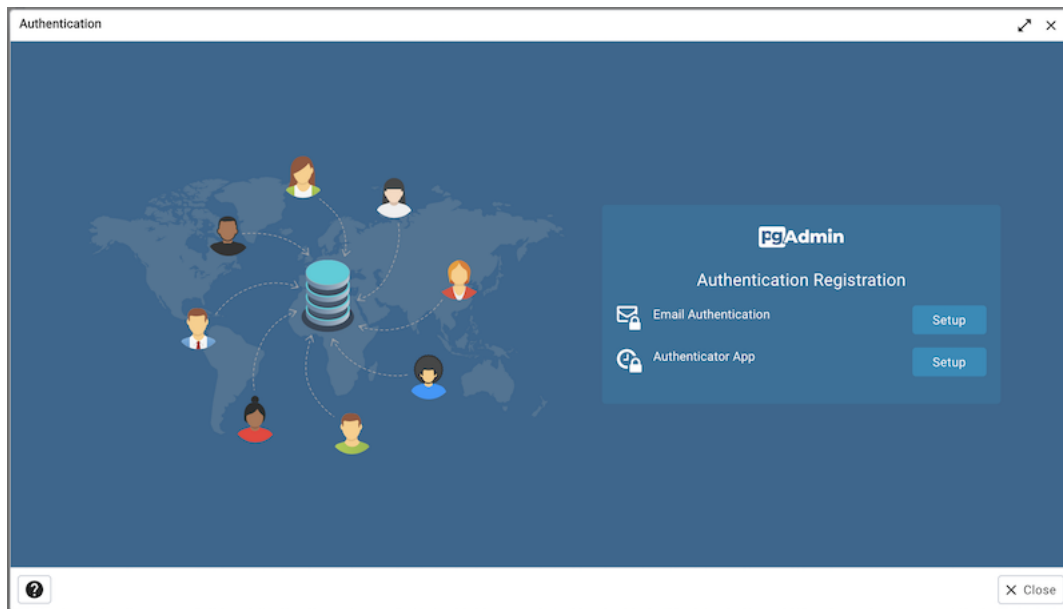 Authentication
pgAdmin
Authentication Registration
Email Authentication
Setup
Authenticator App
Setup
?
Close